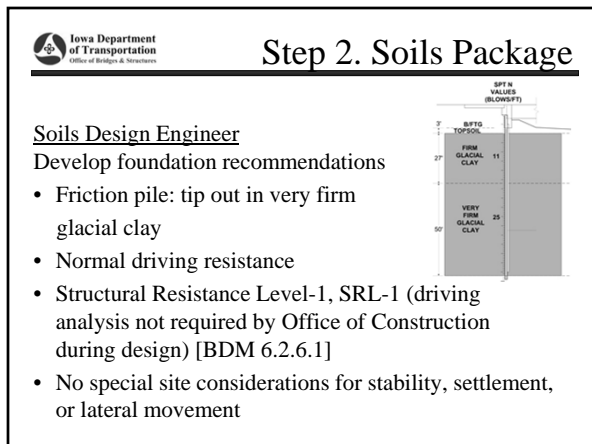 Iowa Department
of Transportation
Office of Bridges & Structures
Step 2. Soils Package
SPT N
VALUES
(BLOWS/FT)
3'
B/FTG
TOPSOIL
27'
FIRM
GLACIAL
CLAY
11
50'
VERY
FIRM
GLACIAL
CLAY
25
Soils Design Engineer
Develop foundation recommendations
• Friction pile: tip out in very firm
glacial clay
• Normal driving resistance
• Structural Resistance Level-1, SRL-1 (driving
analysis not required by Office of Construction
during design) [BDM 6.2.6.1]
• No special site considerations for stability, settlement,
or lateral movement